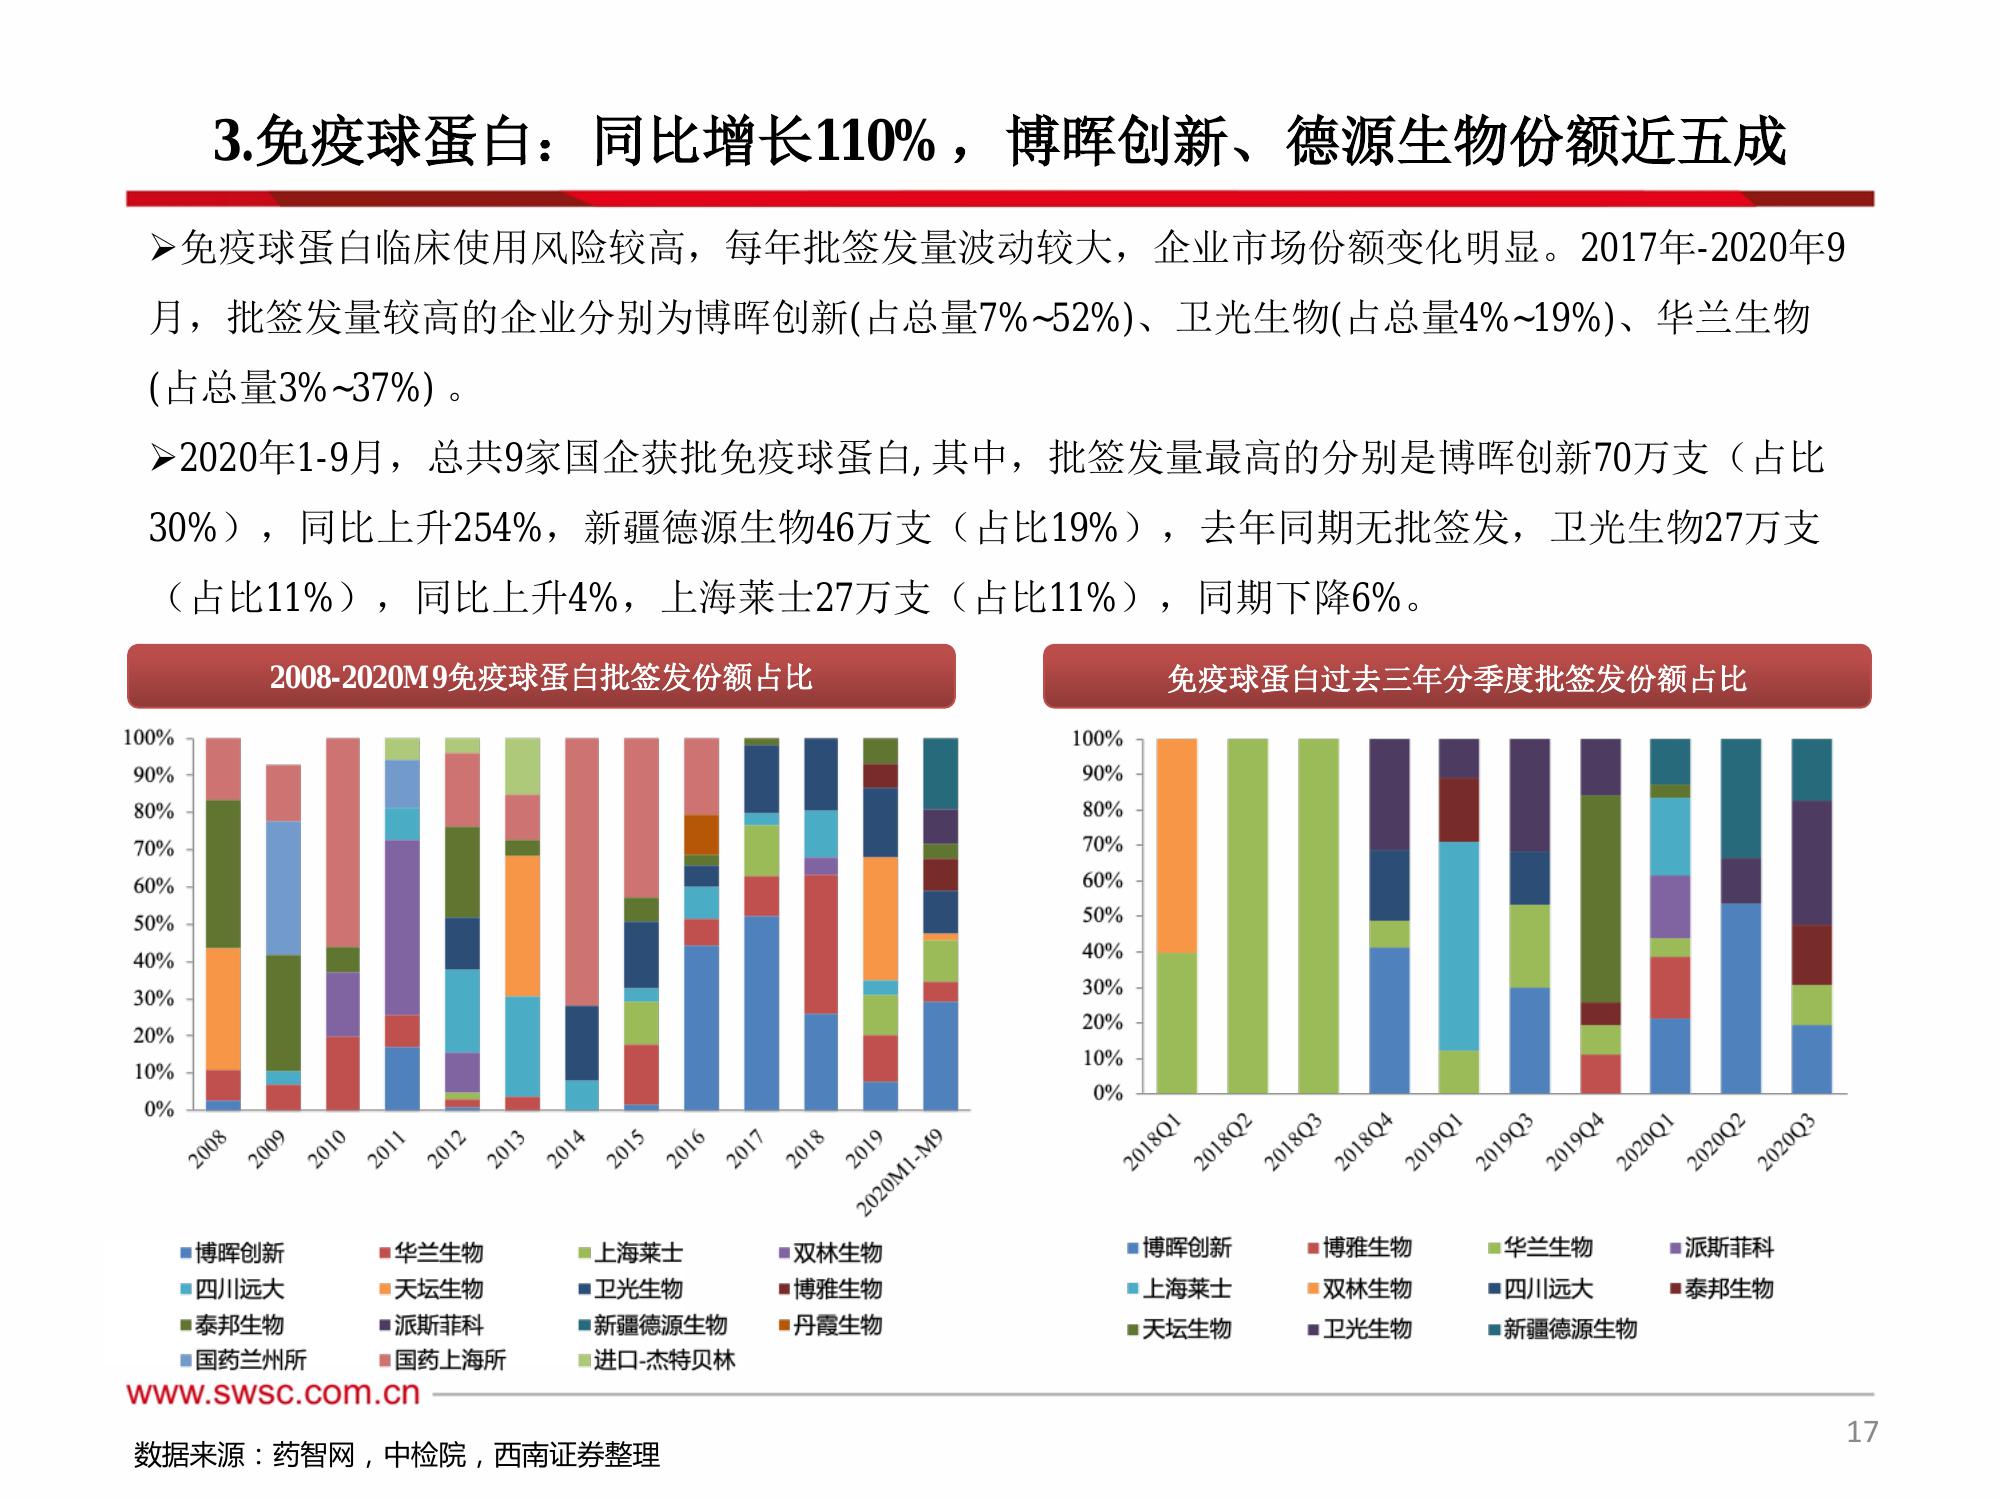 3.免疫球蛋白：同比增长110%，博晖创新、德源生物份额近五成
➢免疫球蛋白临床使用风险较高，每年批签发量波动较大，企业市场份额变化明显。2017年-2020年9
月，批签发量较高的企业分别为博晖创新(占总量7%~52%)、卫光生物(占总量4%~19%)、华兰生物
(占总量3%~37%) 。
➢2020年1-9月，总共9家国企获批免疫球蛋白,其中，批签发量最高的分别是博晖创新70万支（占比
30%），同比上升254%，新疆德源生物46万支（占比19%），去年同期无批签发，卫光生物27万支
（占比11%），同比上升4%，上海莱士27万支（占比11%），同期下降6%。
2008-2020M9免疫球蛋白批签发份额占比
100%
90%
80%
70%
60%
50%
40%
30%
20%
10%
0%
2008 2009 2010 2011 2012 2013 2014 2015 2016 2017 2018 2019 2020M1-M9
博晖创新 华兰生物 上海莱士 双林生物
四川远大 天坛生物 卫光生物 博雅生物
泰邦生物 派斯菲科 新疆德源生物 丹霞生物
国药兰州所 国药上海所 进口-杰特贝林
免疫球蛋白过去三年分季度批签发份额占比
100%
90%
80%
70%
60%
50%
40%
30%
20%
10%
0%
2018Q1 2018Q2 2018Q3 2018Q4 2019Q1 2019Q3 2019Q4 2020Q1 2020Q2 2020Q3
博晖创新 博雅生物 华兰生物 派斯菲科
上海莱士 双林生物 四川远大 泰邦生物
天坛生物 卫光生物 新疆德源生物
www.swsc.com.cn
17
数据来源：药智网，中检院，西南证券整理